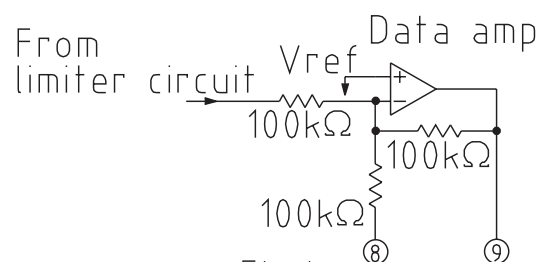 Data amp
From
limiter circuit
Vref
+
−
100kΩ
100kΩ
100kΩ
8
9